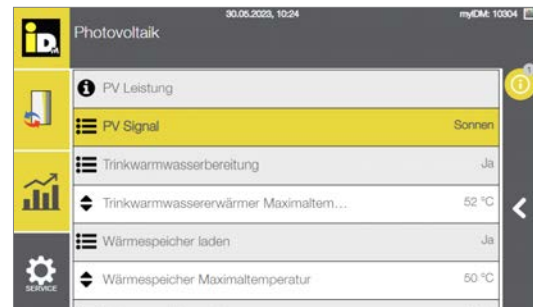 30.05.2023, 10:24
myIDM: 10304
iD
Photovoltaik
1
PV Leistung
PV Signal Sonnen
Trinkwarmwasserbereitung Ja
Trinkwarmwassererwärmer Maximaltem... 52 °C
Wärmespeicher laden Ja
Wärmespeicher Maximaltemperatur 50 °C
SERVICE